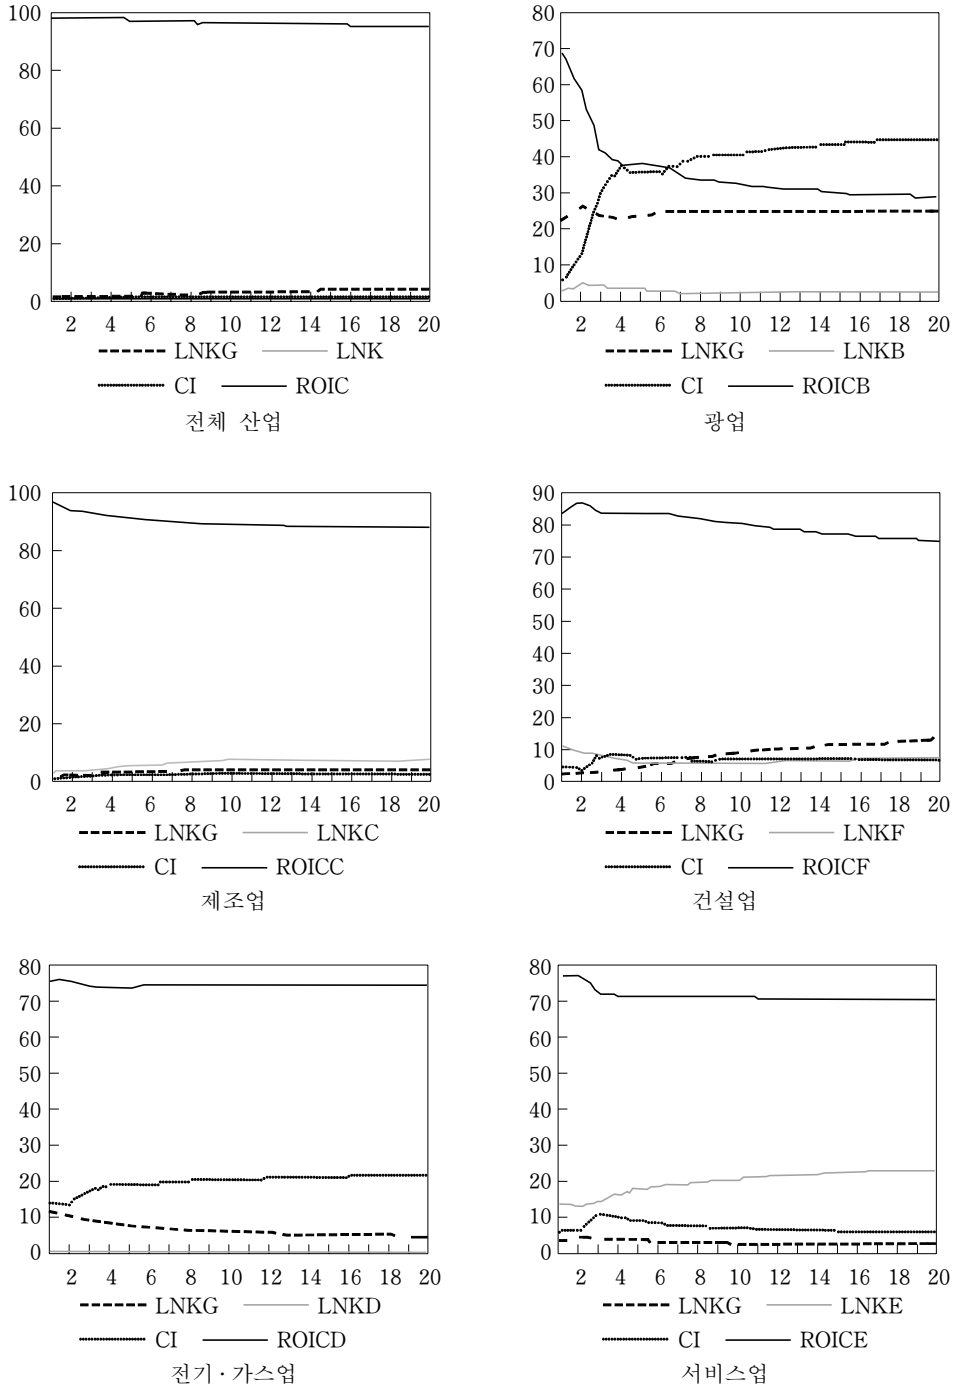 100
80
60
40
20
0
2 4 6 8 10 12 14 16 18 20
LNKG LNK
CI ROIC
전체 산업
80
70
60
50
40
30
20
10
0
2 4 6 8 10 12 14 16 18 20
LNKG LNKB
CI ROICB
광업
100
80
60
40
20
0
2 4 6 8 10 12 14 16 18 20
LNKG LNKC
CI ROICC
제조업
90
80
70
60
50
40
30
20
10
0
2 4 6 8 10 12 14 16 18 20
LNKG LNKF
CI ROICF
건설업
80
70
60
50
40
30
20
10
0
2 4 6 8 10 12 14 16 18 20
LNKG LNKD
CI ROICD
전기·가스업
80
70
60
50
40
30
20
10
0
2 4 6 8 10 12 14 16 18 20
LNKG LNKE
CI ROICE
서비스업